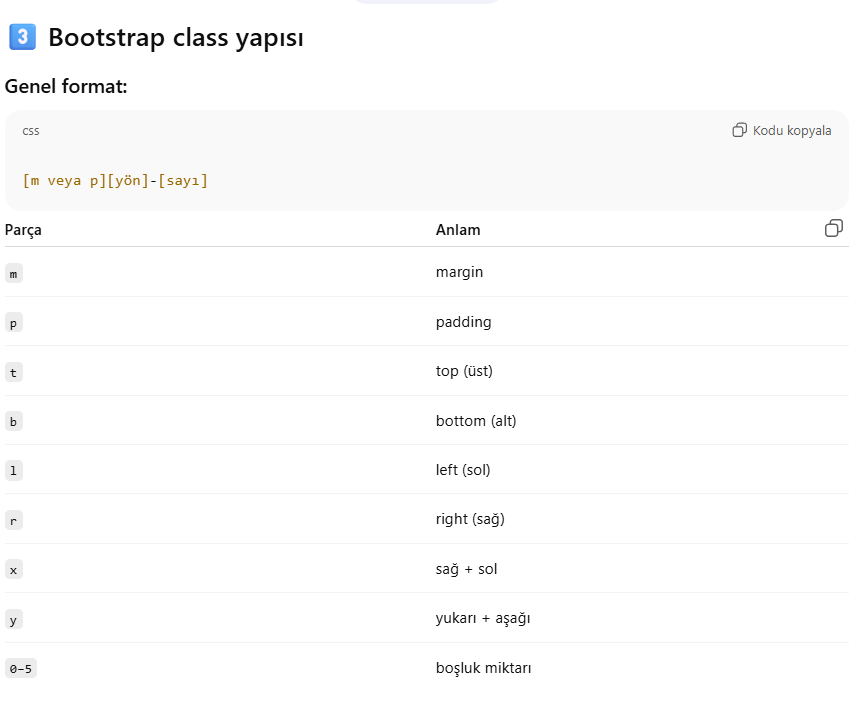 3 Bootstrap class yapısı
Genel format:
css
Kodu kopyala
[m veya p][yön]-[sayı]
Parça Anlam
m margin
p padding
t top (üst)
b bottom (alt)
l left (sol)
r right (sağ)
x sağ + sol
y yukarı + aşağı
0–5 boşluk miktarı